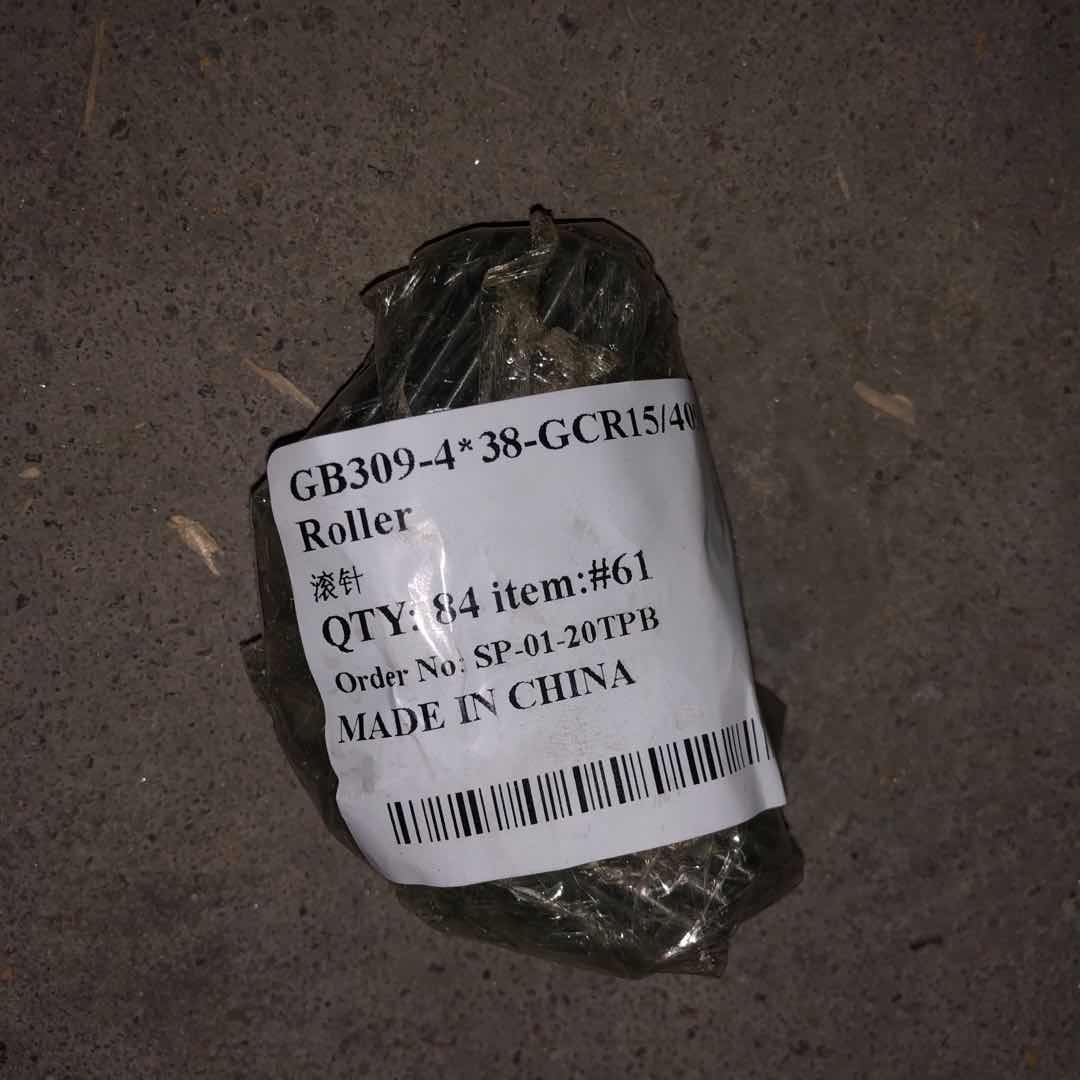 GB309-4*38-GCR15/40
Roller
滚针
QTY: 84 item:#61
Order No: SP-01-20TPB
MADE IN CHINA